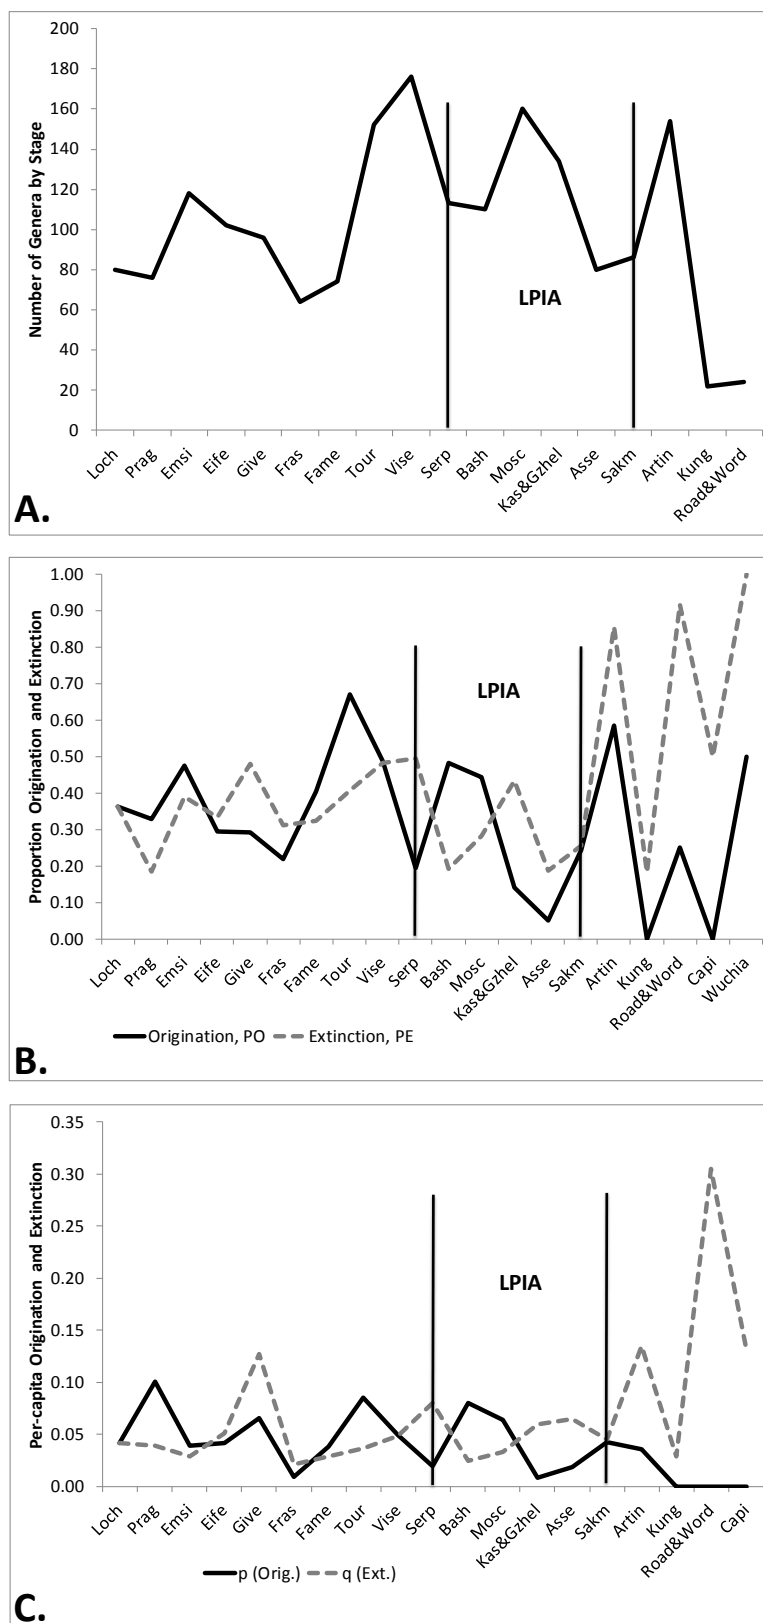 Number of Genera by Stage
200
180
160
140
120
100
80
60
40
20
0
LPIA
Loch
Prag
Emsi
Eife
Give
Fras
Fame
Tour
Vise
Serp
Bash
Mosc
Kas&Gzhl
Asse
Sakm
Artin
Kung
Road&Word
A.
Proportion Origination and Extinction
1.00
0.90
0.80
0.70
0.60
0.50
0.40
0.30
0.20
0.10
0.00
LPIA
Loch
Prag
Emsi
Eife
Give
Fras
Fame
Tour
Vise
Serp
Bash
Mosc
Kas&Gzhel
Asse
Sakm
Artin
Kung
Road&Word
Capi
Wuchia
Origination, PO
Extinction, PE
B.
Per-capita Origination and Extinction
0.35
0.30
0.25
0.20
0.15
0.10
0.05
0.00
LPIA
Loch
Prag
Emsi
Eife
Give
Fras
Fame
Tour
Vise
Serp
Bash
Mosc
Kas&Gzhel
Asse
Sakm
Artin
Kung
Road&Word
Capi
p (Orig.)
q (Ext.)
C.